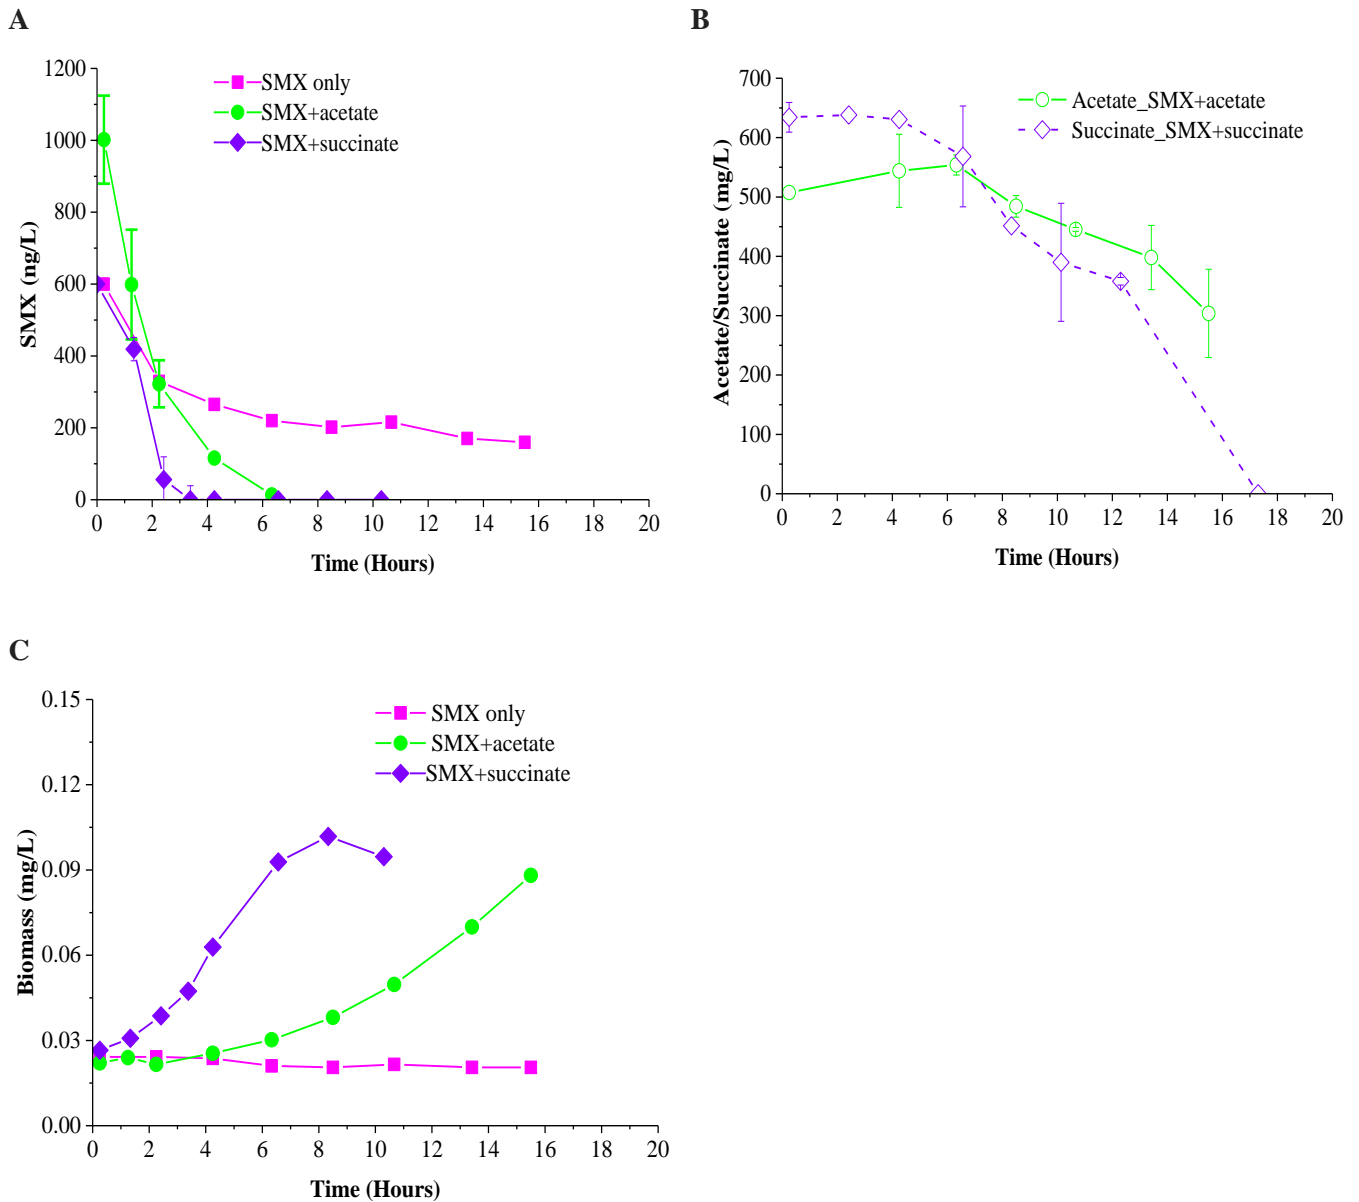 A
SMX (ng/L)
1200
1000
800
600
400
200
0
SMX only
SMX+acetate
SMX+succinate
0 2 4 6 8 10 12 14 16 18 20
Time (Hours)
B
Acetate/Succinate (mg/L)
700
600
500
400
300
200
100
0
Acetate_SMX+acetate
Succinate_SMX+succinate
0 2 4 6 8 10 12 14 16 18 20
Time (Hours)
C
Biomass (mg/L)
0.15
0.12
0.09
0.06
0.03
0.00
SMX only
SMX+acetate
SMX+succinate
0 2 4 6 8 10 12 14 16 18 20
Time (Hours)